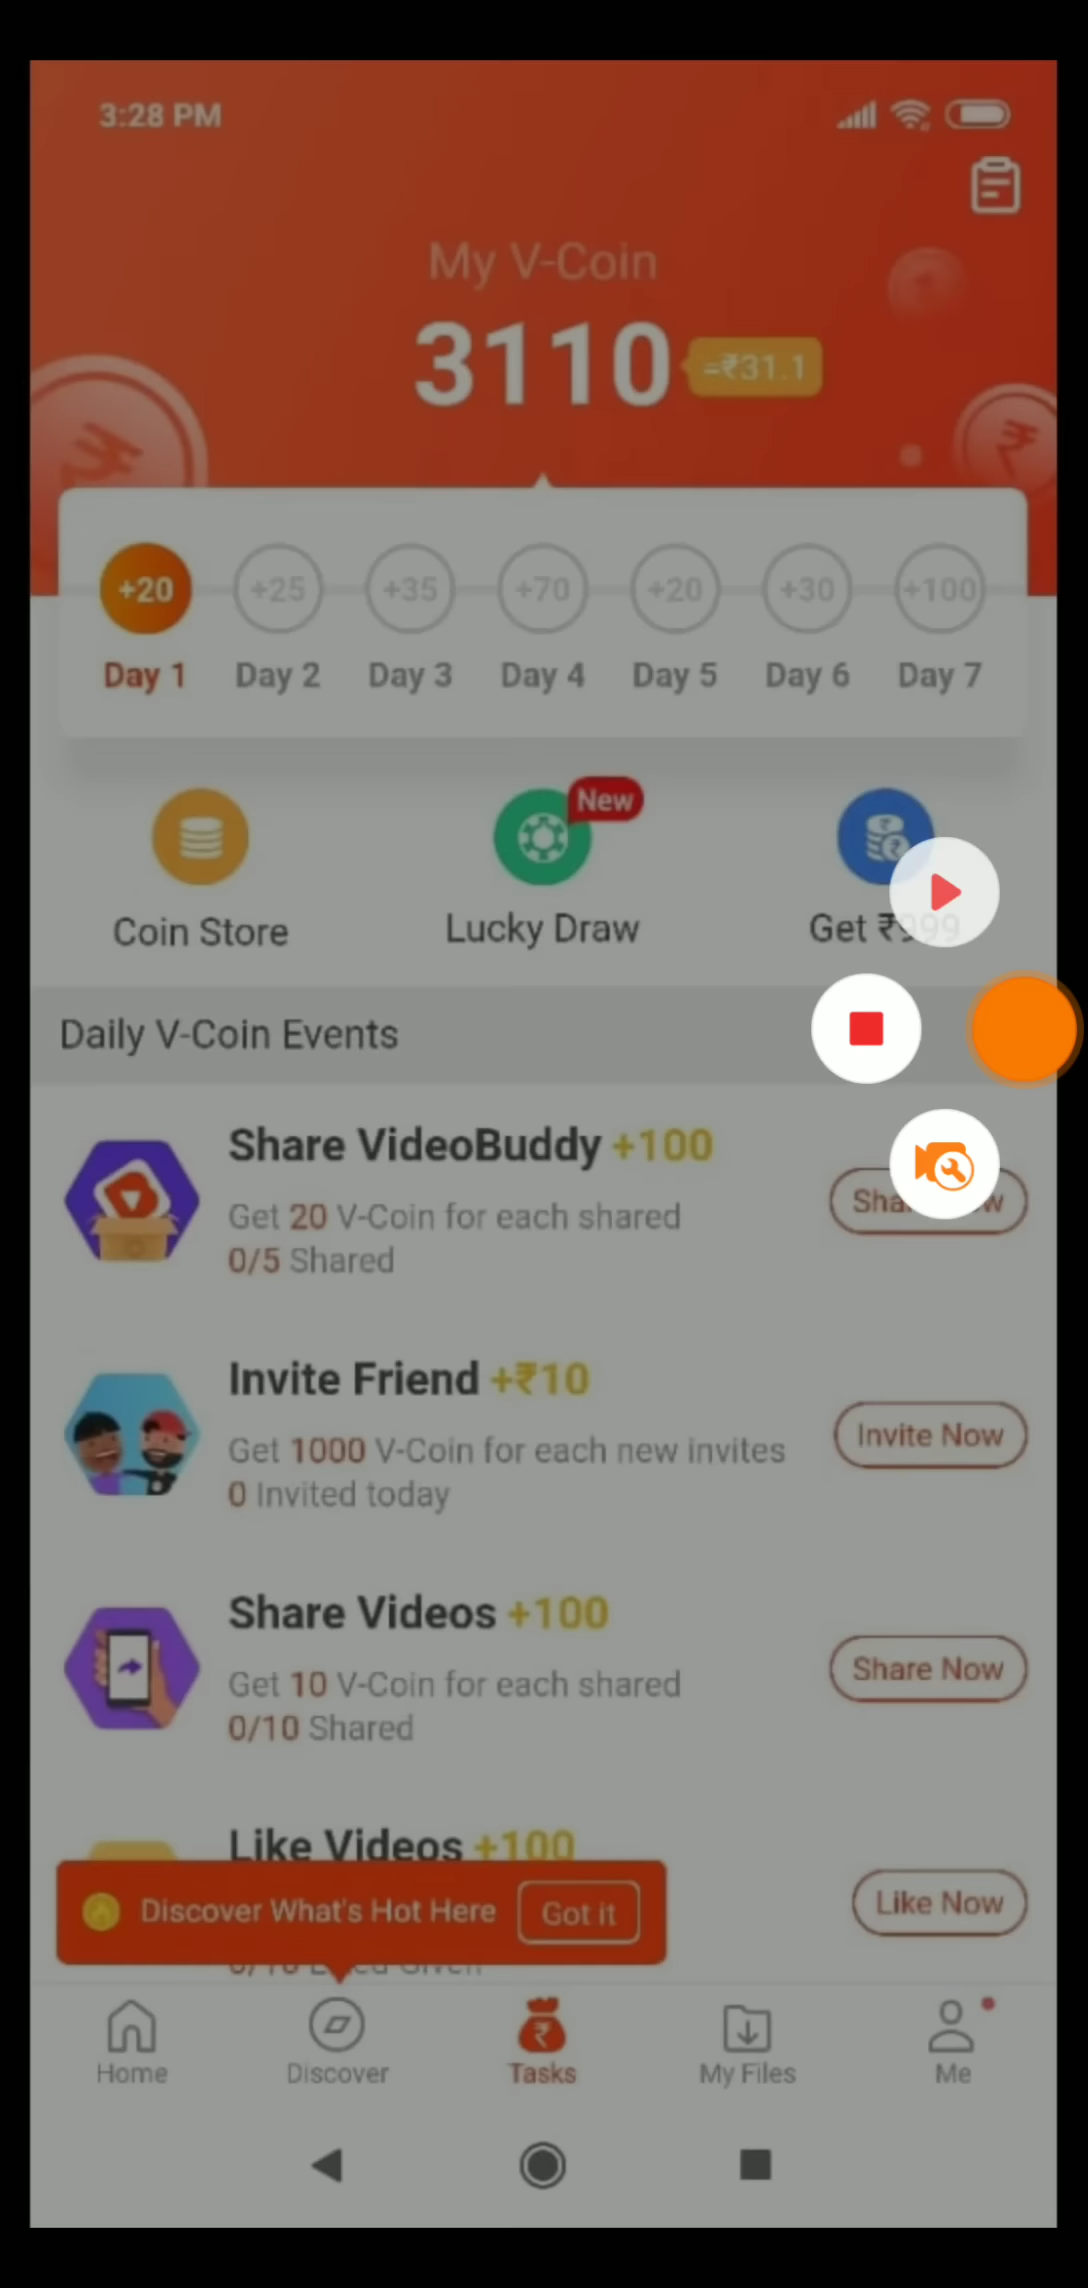 3:28 PM
My V-Coin
3110 =₹31.1
+20 +25 +35 +70 +20 +30 +100
Day 1 Day 2 Day 3 Day 4 Day 5 Day 6 Day 7
New
Coin Store Lucky Draw Get ₹999
Daily V-Coin Events
Share VideoBuddy +100
Get 20 V-Coin for each shared
0/5 Shared
Invite Friend +₹10
Get 1000 V-Coin for each new invites
0 Invited today
Invite Now
Share Videos +100
Get 10 V-Coin for each shared
0/10 Shared
Share Now
Like Videos +100
Like Now
Discover What's Hot Here Got it
Home Discover Tasks My Files Me